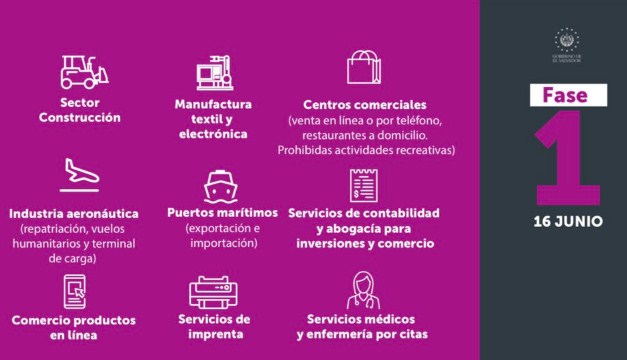 Sector
Construcción
Manufactura
textil y
electrónica
Centros comerciales
(venta en línea o por teléfono,
restaurantes a domicilio.
Prohibidas actividades recreativas)
Industria aeronáutica
(repatriación, vuelos
humanitarios y terminal
de carga)
Puertos marítimos
(exportación e
importación)
Servicios de contabilidad
y abogacía para
inversiones y comercio
Comercio productos
en línea
Servicios de
imprenta
Servicios médicos
y enfermería por citas
GOBIERNO DE
EL SALVADOR
Fase
1
16 JUNIO